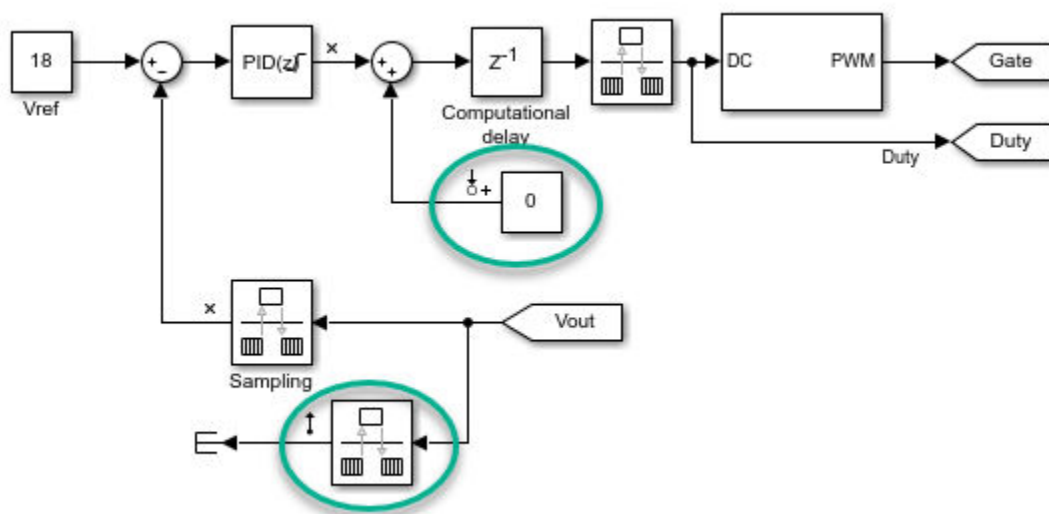 18
Vref
+
−
PID(z)
+
+
Z-1
Computational
delay
DC
PWM
Gate
Duty
Duty
+
0
Vout
Sampling